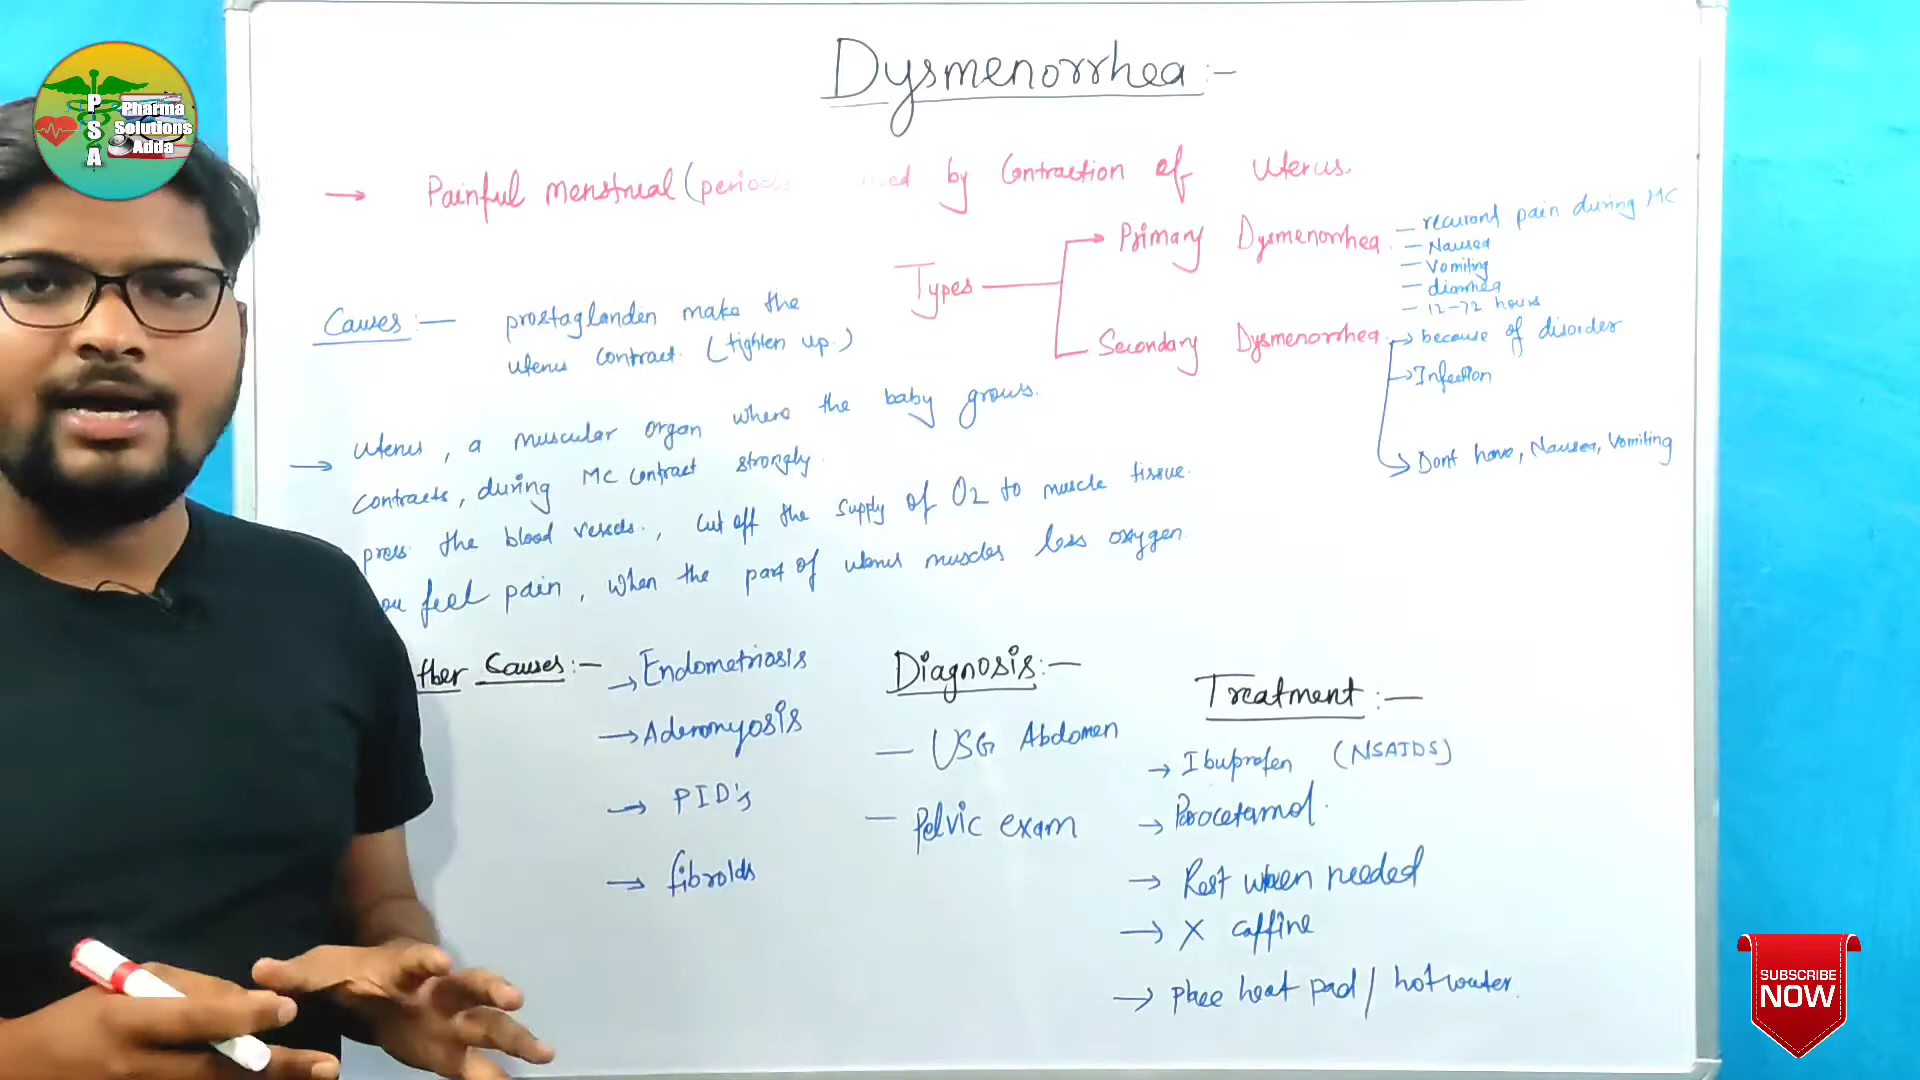 Dysmenorrhea :-
→ Painful menstrual (period by Contraction of Uterus.
Types
→ Primary Dysmenorrhea
- recurant pain during MC
- Nausea
- Vomiting
- diarrhea
- 12-72 hours
Secondary Dysmenorrhea
→ because of disorder
→ Infection
→ Dont have, Nausea, Vomiting
Causes :- prostaglanden make the
uterus contract. (tighten up.)
→ Uterus, a muscular organ where the baby grows.
contracts, during MC contract strongly.
press the blood vessels., cut off the supply of O2 to muscle tissue.
feel pain, when the part of uterus muscles less oxygen.
ther Causes :-
→ Endometriosis
→ Adenomyosis
→ PID's
→ fibroids
Diagnosis :-
- USG Abdomen
- Pelvic exam
Treatment :-
→ Ibuprofen (NSAIDS)
→ Parocetamol.
→ Rest when needed
→ X caffine
→ place heat pad / hot water.
PSA
Pharma
Solutions
Adda
SUBSCRIBE
NOW